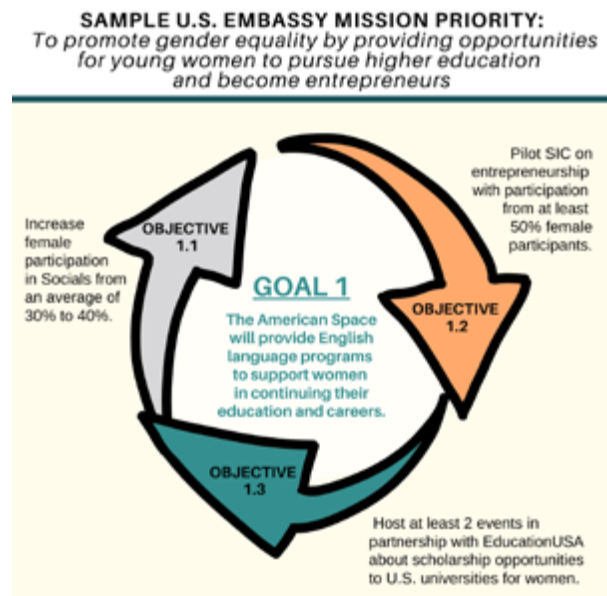 SAMPLE U.S. EMBASSY MISSION PRIORITY:
To promote gender equality by providing opportunities
for young women to pursue higher education
and become entrepreneurs
Pilot SIC on
entrepreneurship
with participation
from at least
50% female
participants.
Increase
female
participation
in Socials from
an average of
30% to 40%.
OBJECTIVE
1.1
GOAL 1
The American Space
will provide English
language programs
to support women
in continuing their
education and careers.
OBJECTIVE
1.2
OBJECTIVE
1.3
Host at least 2 events in
partnership with EducationUSA
about scholarship opportunities
to U.S. universities for women.